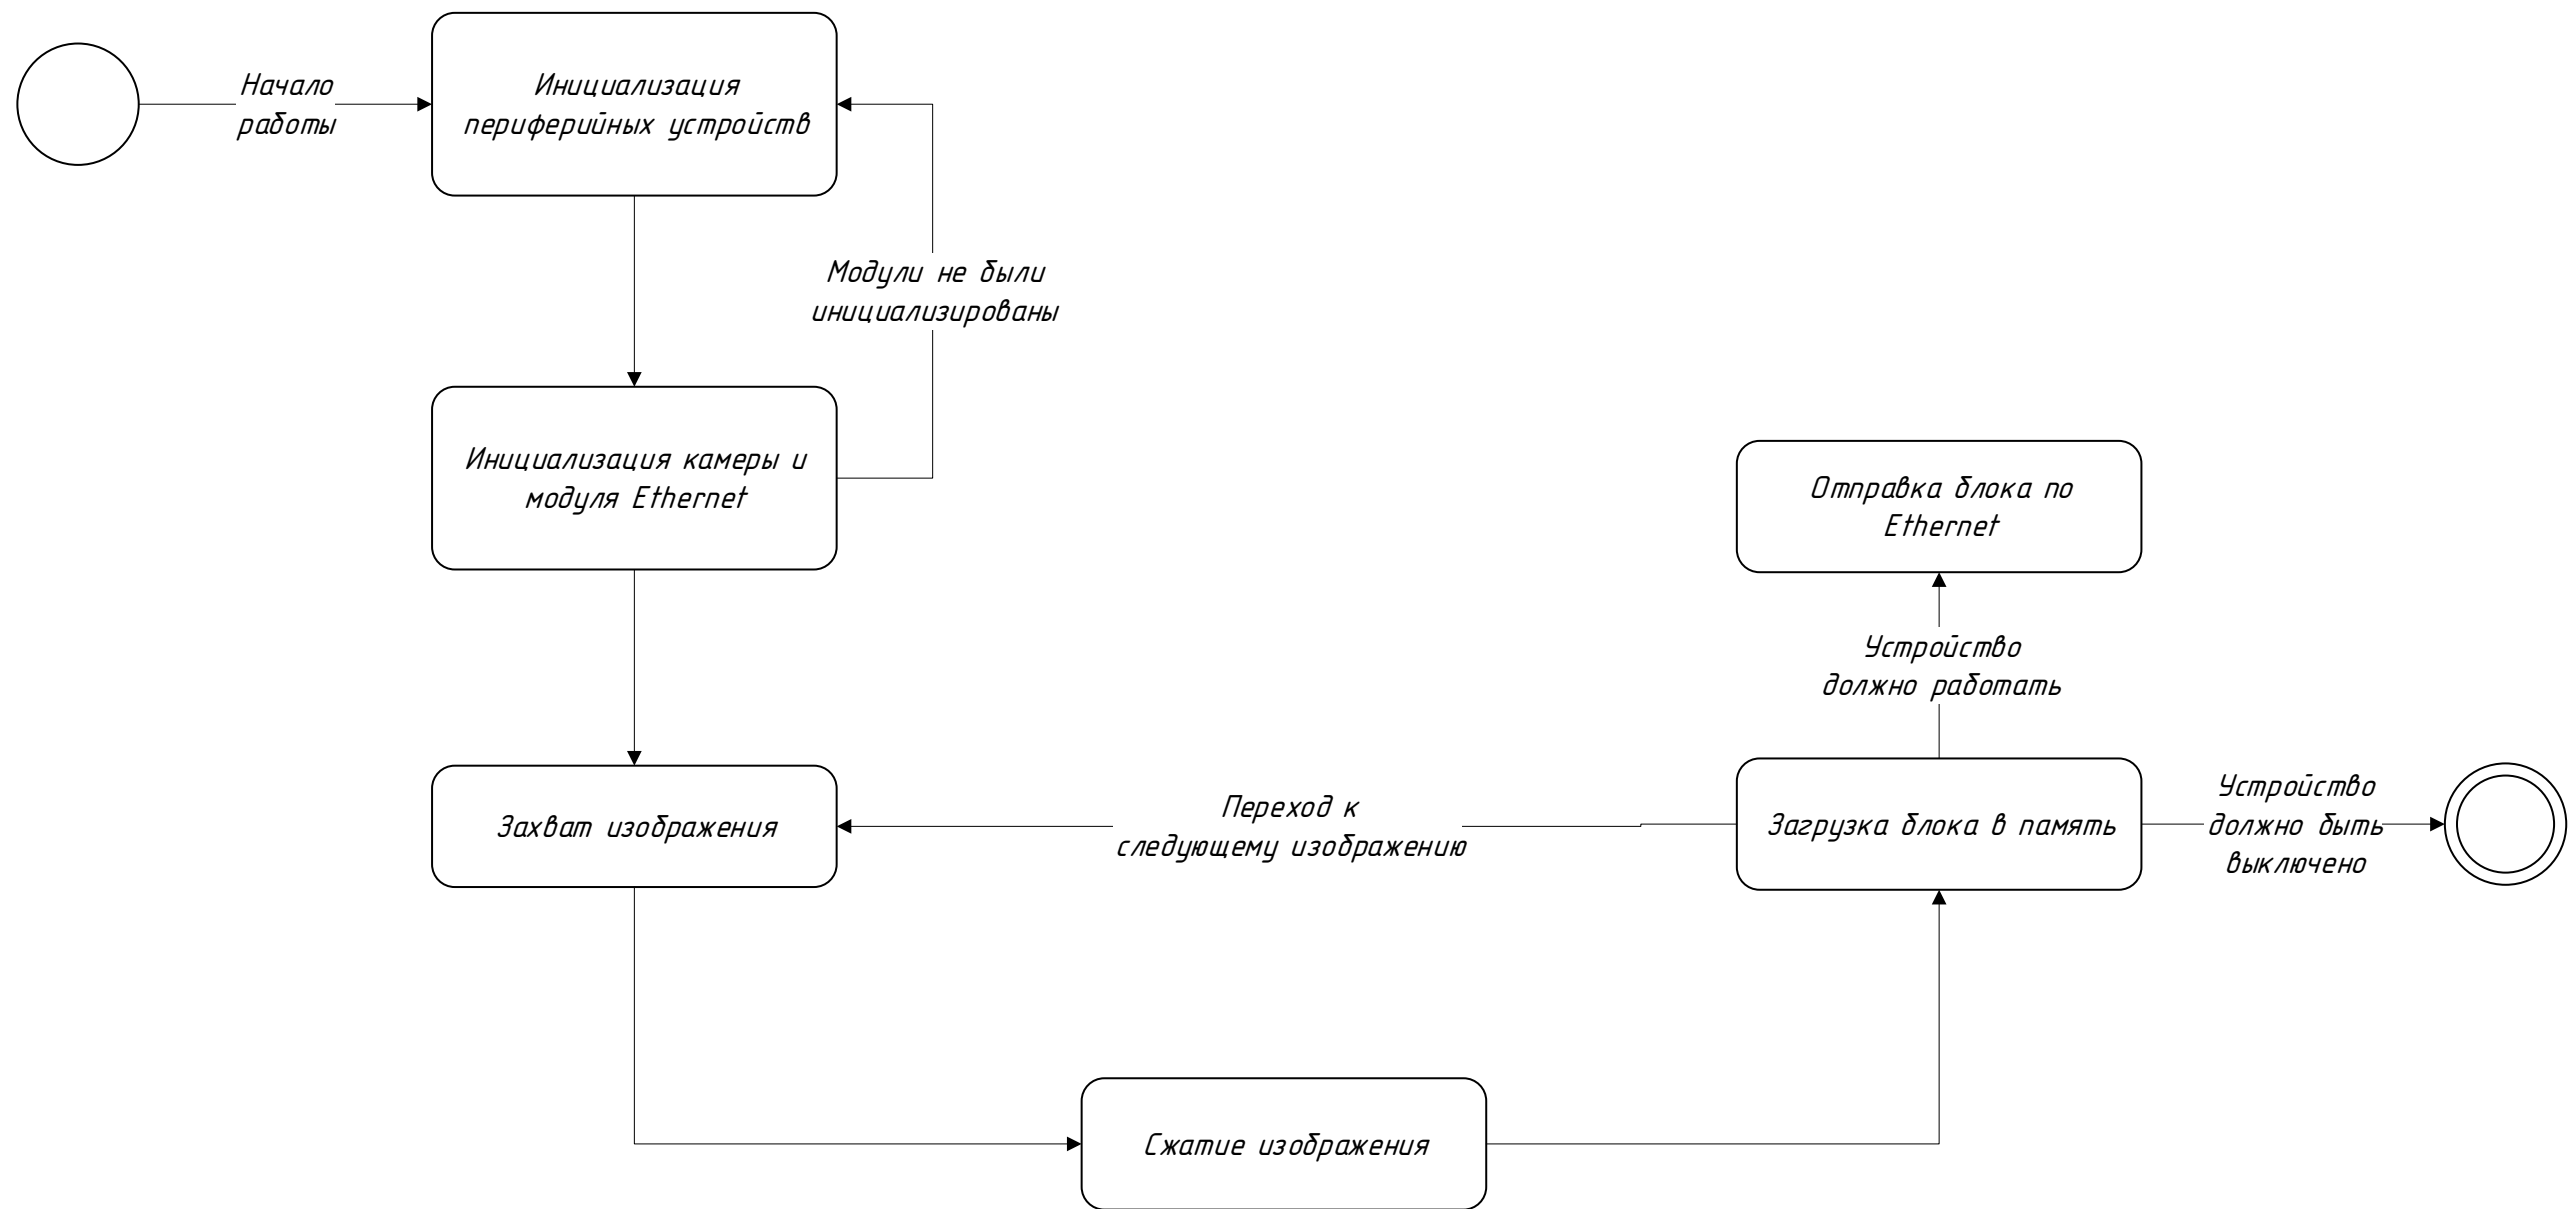 Начало
работы
Инициализация
периферийных устройств
Модули не были
инициализированы
Инициализация камеры и
модуля Ethernet
Отправка блока по
Ethernet
Устройство
должно работать
Захват изображения
Переход к
следующему изображению
Загрузка блока в память
Устройство
должно быть
выключено
Сжатие изображения